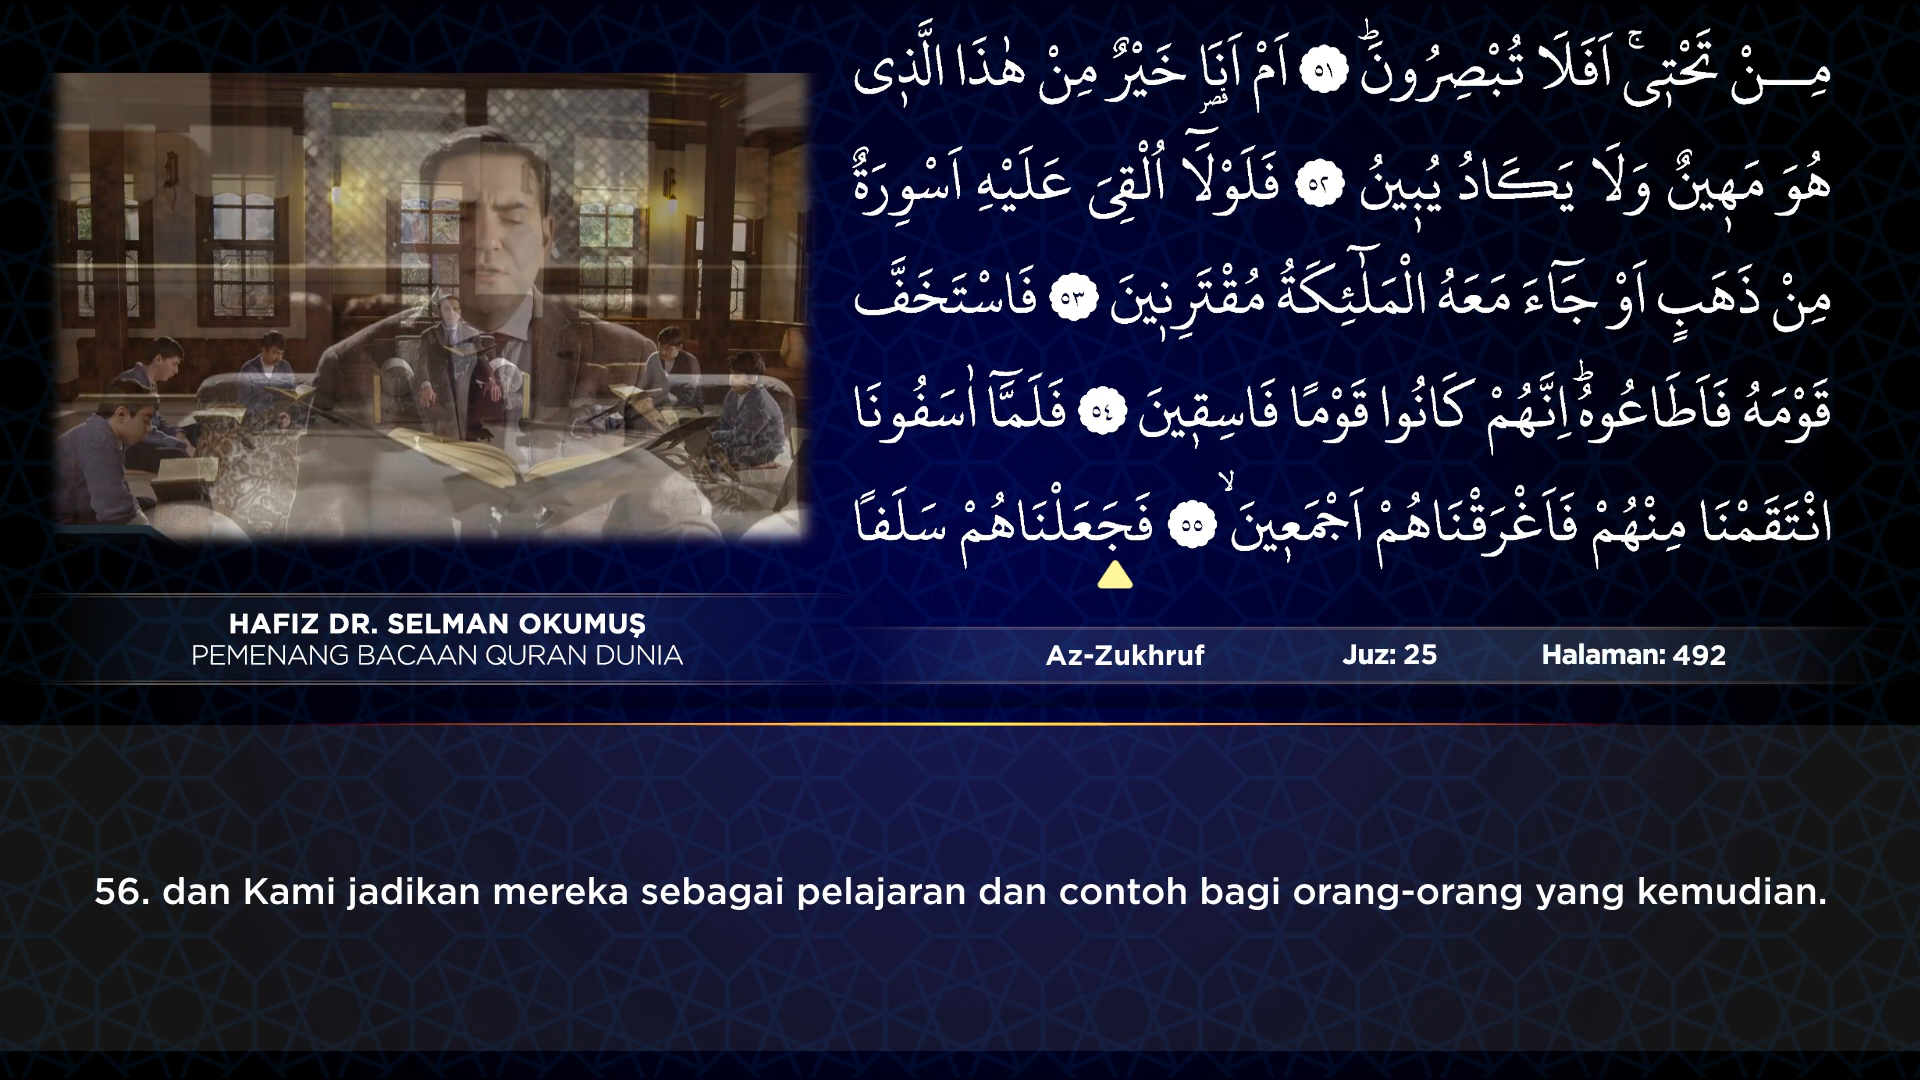 مِـــنْ تَحْت۪ىۚ اَفَلَا تُبْصِرُونَۜ ٥١ اَمْ اَنَا۬ خَيْرٌ مِنْ هٰذَا الَّذ۪ى
قصر
هُوَ مَه۪ينٌ وَلَا يَكَادُ يُب۪ينُ ٥٢ فَلَوْلَٓا اُلْقِىَ عَلَيْهِ اَسْوِرَةٌ
مِنْ ذَهَبٍ اَوْ جَٓاءَ مَعَهُ الْمَلٰٓئِكَةُ مُقْتَرِن۪ينَ ٥٣ فَاسْتَخَفَّ
قَوْمَهُ فَاَطَاعُوهُۜ اِنَّهُمْ كَانُوا قَوْمًا فَاسِق۪ينَ ٥٤ فَلَمَّٓا اٰسَفُونَا
انْتَقَمْنَا مِنْهُمْ فَاَغْرَقْنَاهُمْ اَجْمَع۪ينَۙ ٥٥ فَجَعَلْنَاهُمْ سَلَفًا
HAFIZ DR. SELMAN OKUMUŞ
PEMENANG BACAAN QURAN DUNIA
Az-Zukhruf Juz: 25 Halaman: 492
56. dan Kami jadikan mereka sebagai pelajaran dan contoh bagi orang-orang yang kemudian.